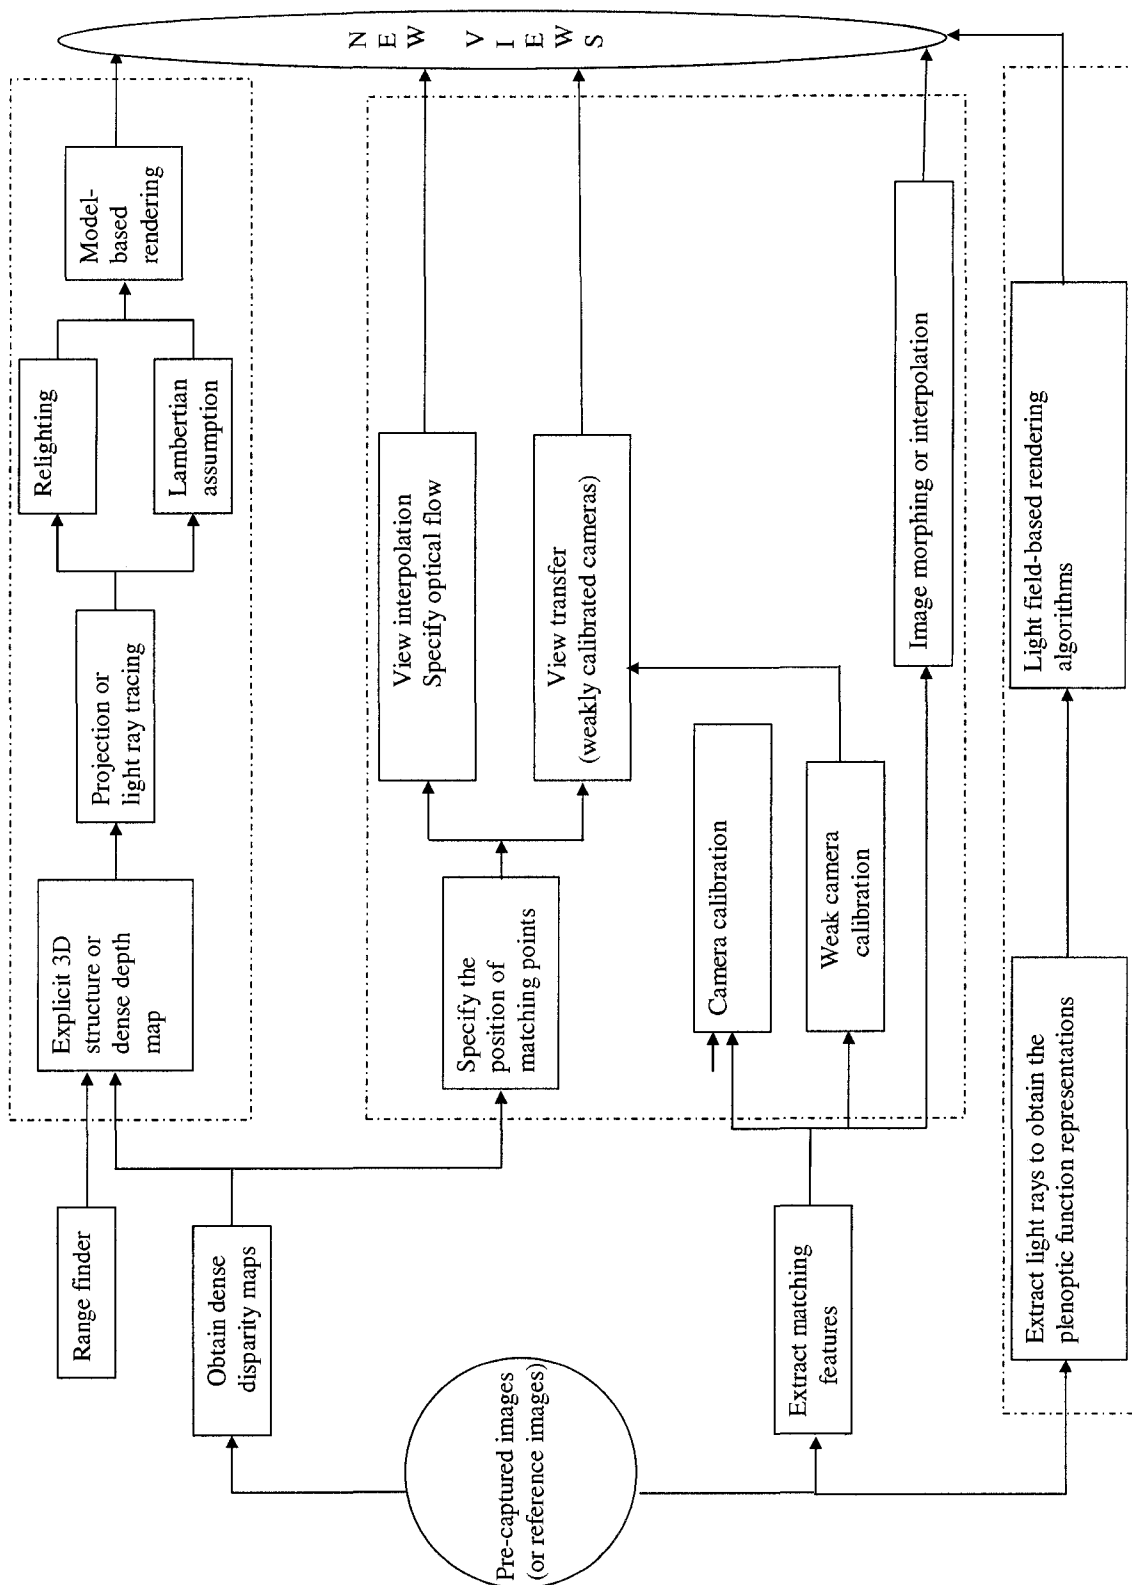 Pre-captured images
(or reference images)
Range finder
Obtain dense
disparity maps
Extract matching
features
Extract light rays to obtain the
plenoptic function representations
Explicit 3D
structure or
dense depth
map
Specify the
position of
matching points
Camera calibration
Weak camera
calibration
Projection or
light ray tracing
Relighting
Lambertian
assumption
Model-
based
rendering
View interpolation
Specify optical flow
View transfer
(weakly calibrated cameras)
Image morphing or interpolation
Light field-based rendering
algorithms
NEW VIEWS